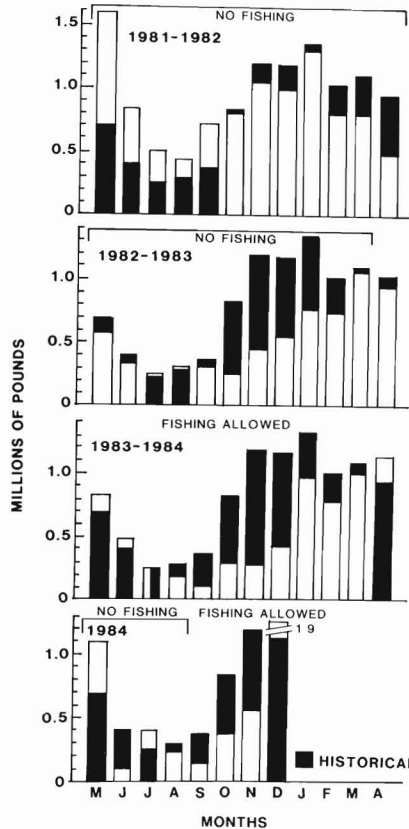 NO FISHING
1981-1982
1.5
1.0
0.5
0
NO FISHING
1982-1983
1.0
0.5
0
FISHING ALLOWED
1983-1984
1.0
0.5
0
NO FISHING FISHING ALLOWED
1984
1.0
0.5
0
1 9
HISTORICAL
M J J A S O N D J F M A
MONTHS
MILLIONS OF POUNDS